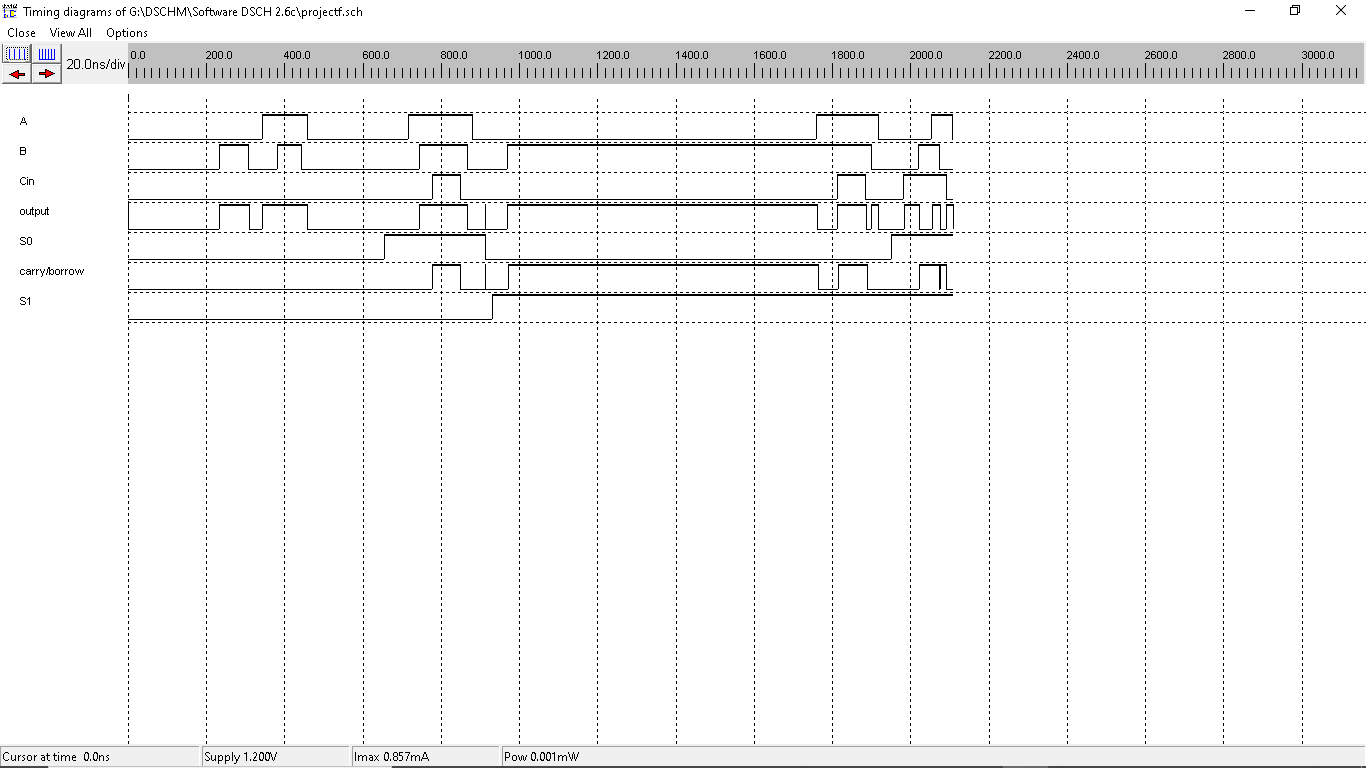 Timing diagrams of G:\DSCHM\Software DSCH 2.6c\projectf.sch
Close View All Options
20.0ns/div
0.0 200.0 400.0 600.0 800.0 1000.0 1200.0 1400.0 1600.0 1800.0 2000.0 2200.0 2400.0 2600.0 2800.0 3000.0
A
B
Cin
output
S0
carry/borrow
S1
Cursor at time 0.0ns Supply 1.200V Imax 0.857mA Pow 0.001mW